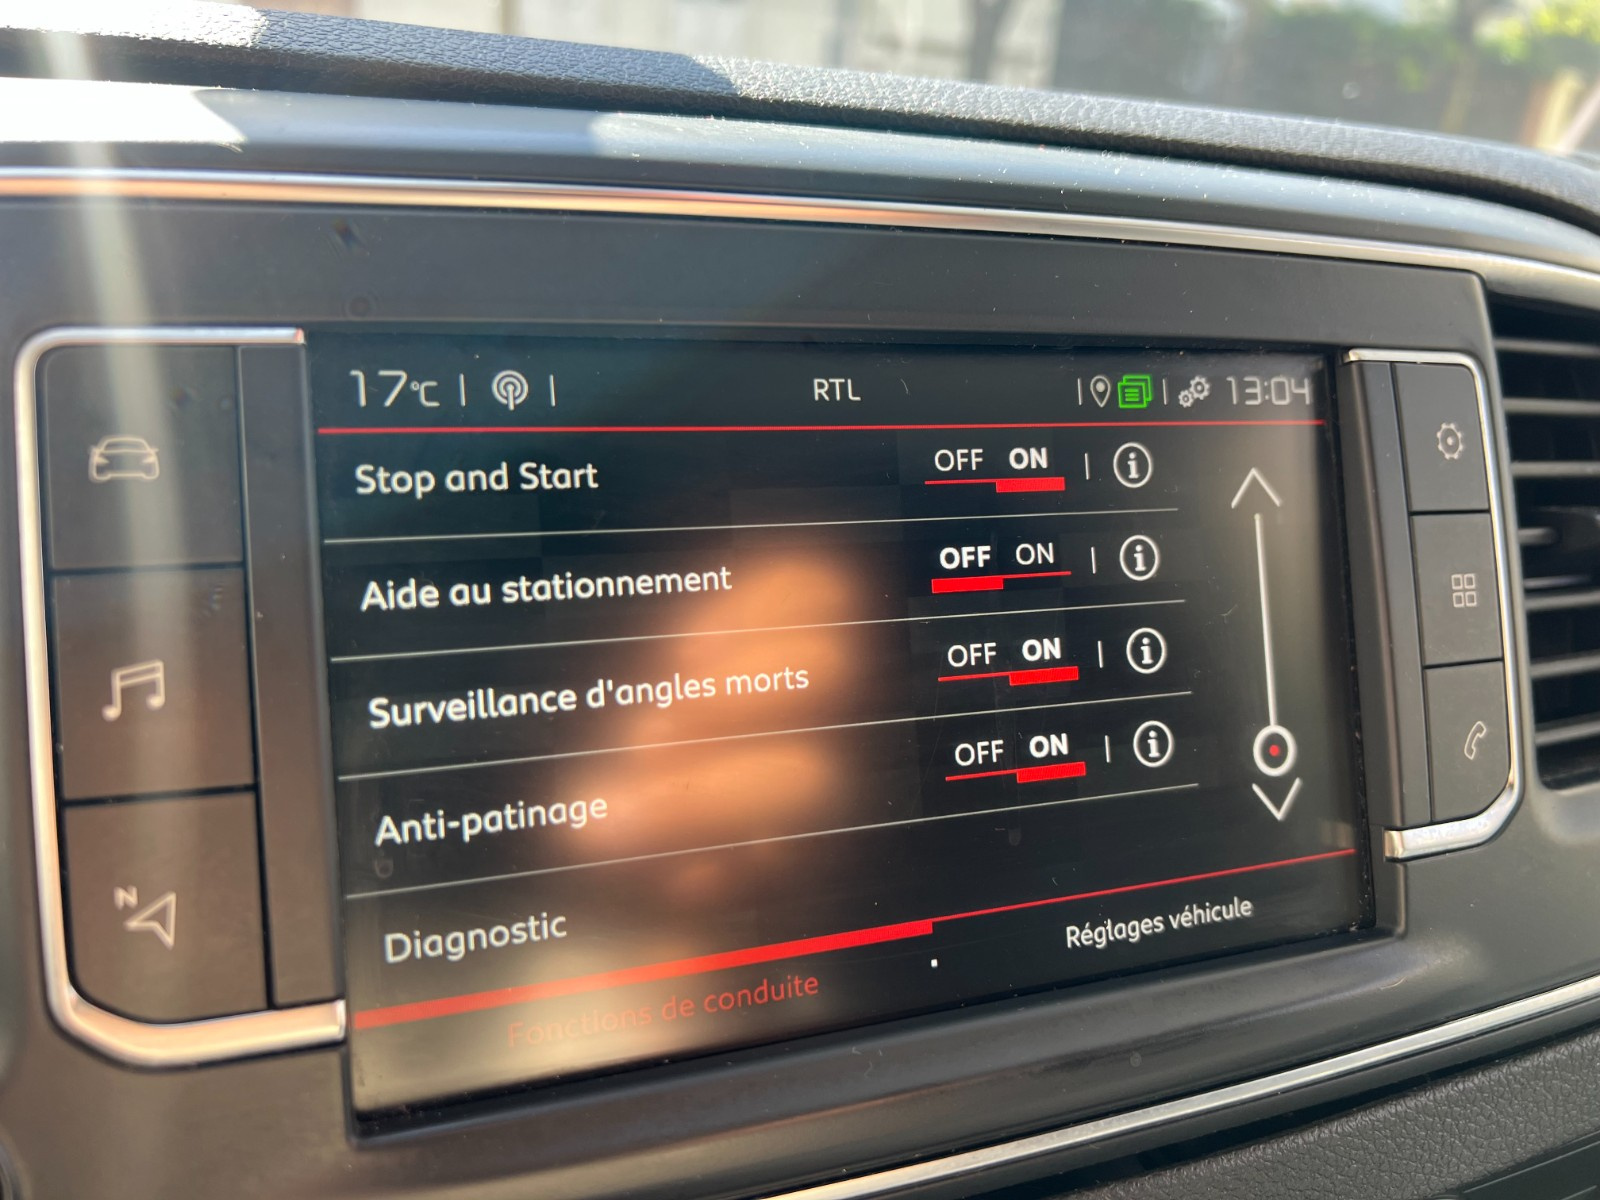 17°C RTL 13:04
Stop and Start OFF ON i
Aide au stationnement OFF ON i
Surveillance d'angles morts OFF ON i
Anti-patinage OFF ON i
Diagnostic
Fonctions de conduite Réglages véhicule
N